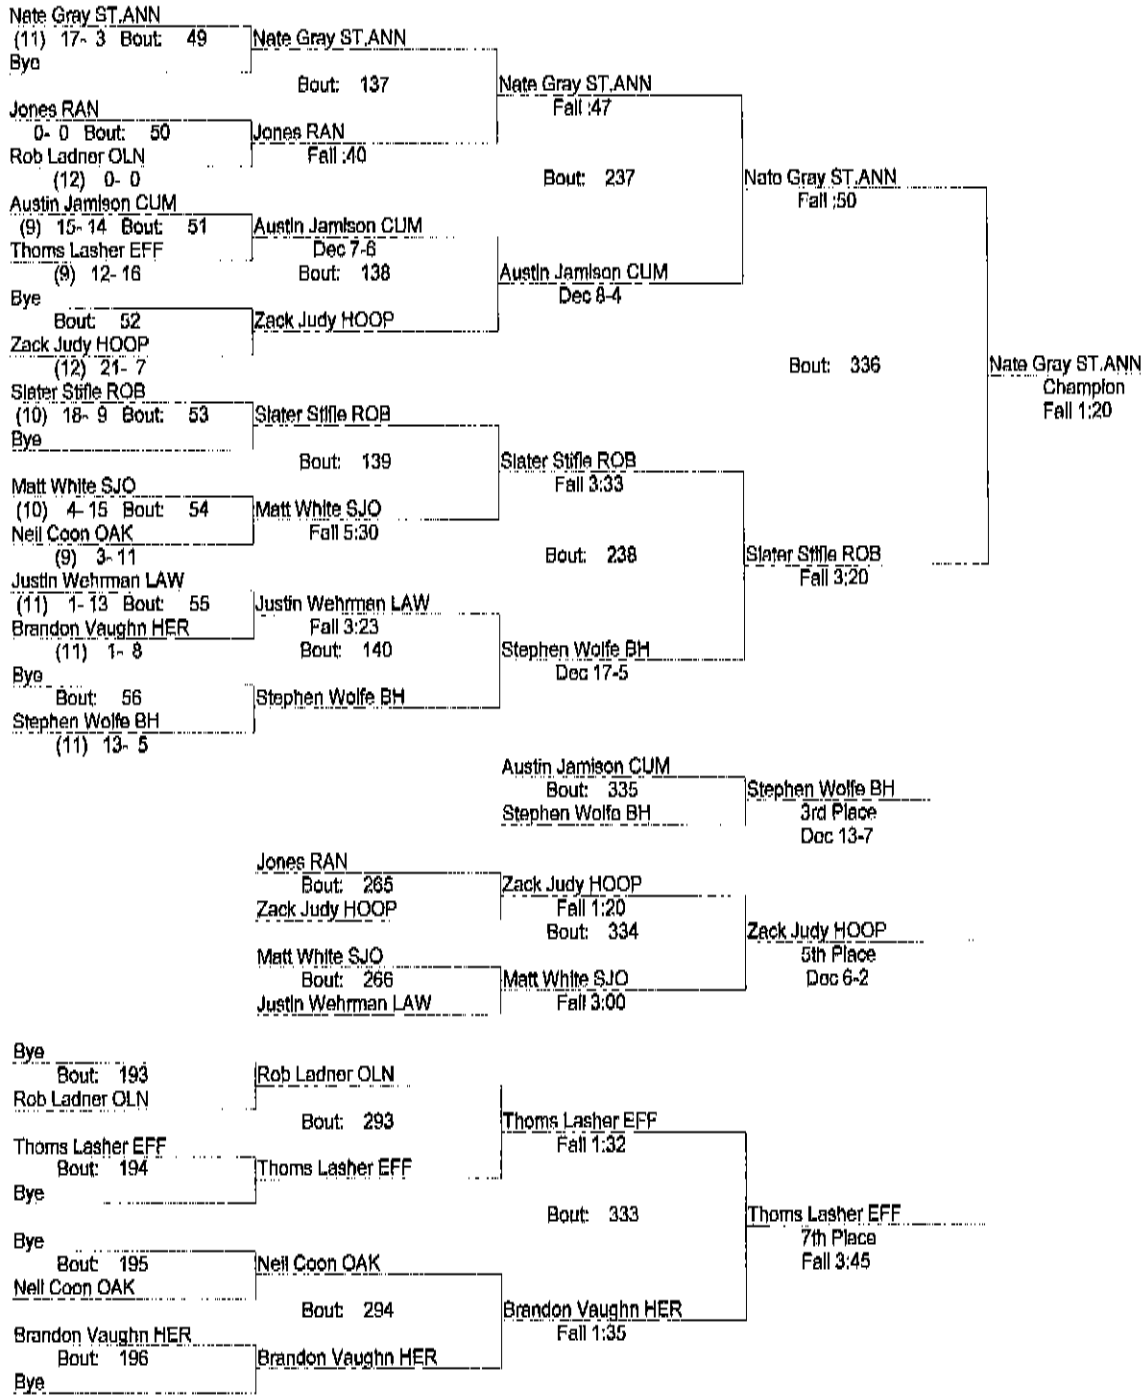 Nate Gray ST.ANN
(11) 17- 3 Bout: 49
Bye
Nate Gray ST.ANN
Bout: 137
Jones RAN
0- 0 Bout: 50
Rob Ladner OLN
(12) 0- 0
Jones RAN
Fall :40
Nate Gray ST.ANN
Fall :47
Bout: 237
Austin Jamison CUM
(9) 15- 14 Bout: 51
Thoms Lasher EFF
(9) 12- 16
Austin Jamison CUM
Dec 7-6
Bout: 138
Bye
Bout: 52
Zack Judy HOOP
(12) 21- 7
Zack Judy HOOP
Austin Jamison CUM
Dec 8-4
Nate Gray ST.ANN
Fall :50
Bout: 336
Nate Gray ST.ANN
Champion
Fall 1:20
Slater Stifle ROB
(10) 18- 9 Bout: 53
Bye
Slater Stifle ROB
Bout: 139
Matt White SJO
(10) 4- 15 Bout: 54
Neil Coon OAK
(9) 3- 11
Matt White SJO
Fall 5:30
Slater Stifle ROB
Fall 3:33
Bout: 238
Justin Wehrman LAW
(11) 1- 13 Bout: 55
Brandon Vaughn HER
(11) 1- 8
Justin Wehrman LAW
Fall 3:23
Bout: 140
Bye
Bout: 56
Stephen Wolfe BH
(11) 13- 5
Stephen Wolfe BH
Stephen Wolfe BH
Dec 17-5
Slater Stifle ROB
Fall 3:20
Austin Jamison CUM
Bout: 335
Stephen Wolfe BH
Stephen Wolfe BH
3rd Place
Dec 13-7
Jones RAN
Bout: 265
Zack Judy HOOP
Zack Judy HOOP
Fall 1:20
Bout: 334
Matt White SJO
Bout: 266
Justin Wehrman LAW
Matt White SJO
Fall 3:00
Zack Judy HOOP
5th Place
Dec 6-2
Bye
Bout: 193
Rob Ladner OLN
Rob Ladner OLN
Bout: 293
Thoms Lasher EFF
Bout: 194
Bye
Thoms Lasher EFF
Thoms Lasher EFF
Fall 1:32
Bout: 333
Bye
Bout: 195
Neil Coon OAK
Neil Coon OAK
Bout: 294
Brandon Vaughn HER
Bout: 196
Bye
Brandon Vaughn HER
Brandon Vaughn HER
Fall 1:35
Thoms Lasher EFF
7th Place
Fall 3:45